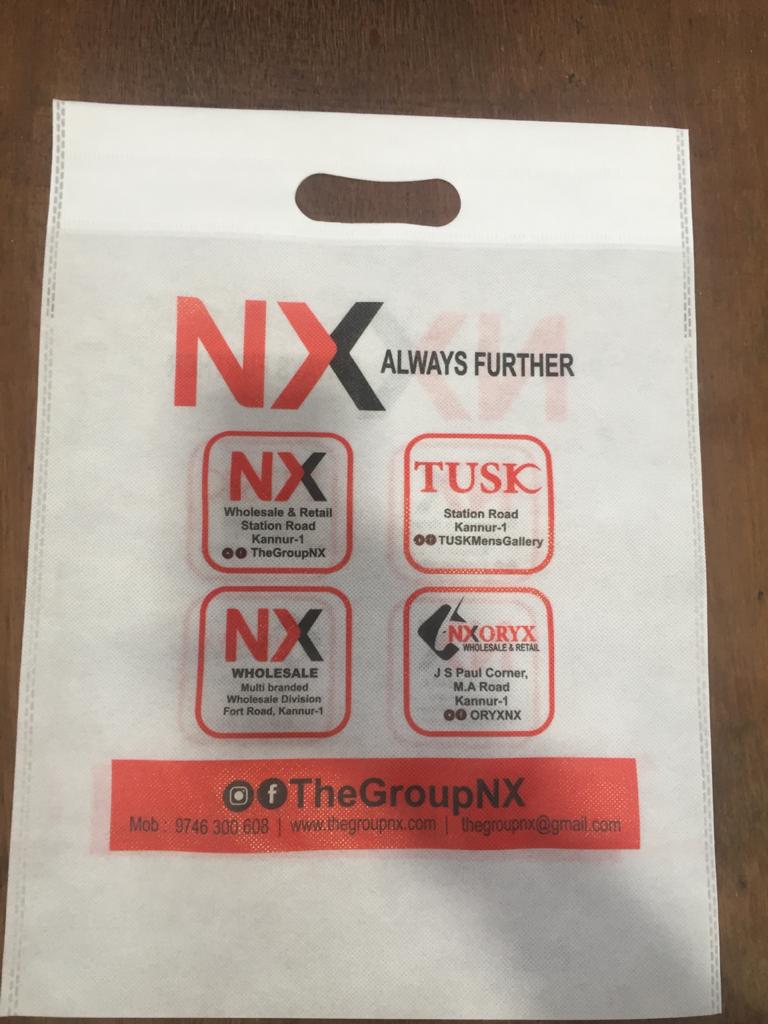 NX ALWAYS FURTHER
NX
Wholesale & Retail
Station Road
Kannur-1
TheGroupNX
TUSK
Station Road
Kannur-1
TUSKMensGallery
NX
WHOLESALE
Multi branded
Wholesale Division
Fort Road, Kannur-1
NXORYX
WHOLESALE & RETAIL
J S Paul Corner,
M.A Road
Kannur-1
ORYXNX
TheGroupNX
Mob : 9746 300 608 | www.thegroupnx.com | thegroupnx@gmail.com